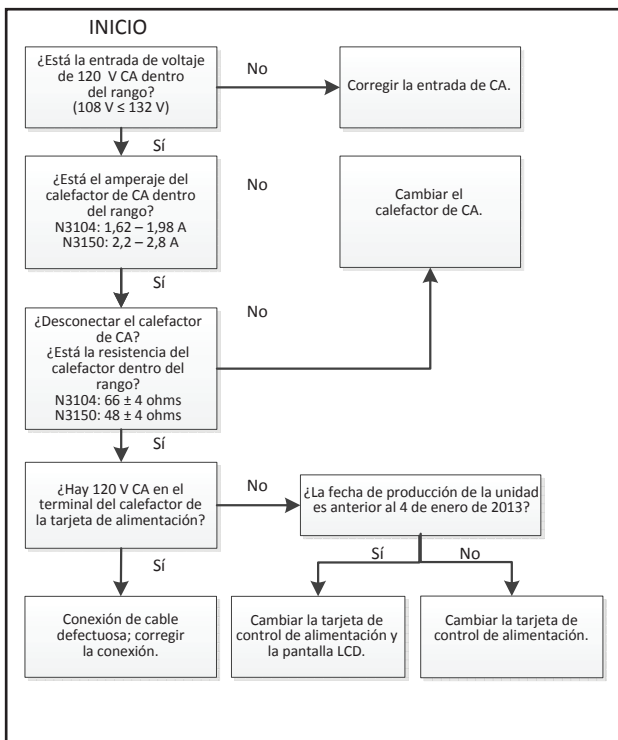 INICIO
¿Está la entrada de voltaje
de 120 V CA dentro
del rango?
(108 V ≤ 132 V)
No
Corregir la entrada de CA.
Sí
¿Está el amperaje del
calefactor de CA dentro
del rango?
N3104: 1,62 – 1,98 A
N3150: 2,2 – 2,8 A
No
Cambiar el
calefactor de CA.
Sí
¿Desconectar el calefactor
de CA?
¿Está la resistencia del
calefactor dentro del
rango?
N3104: 66 ± 4 ohms
N3150: 48 ± 4 ohms
No
Sí
¿Hay 120 V CA en el
terminal del calefactor de
la tarjeta de alimentación?
No
¿La fecha de producción de la unidad
es anterior al 4 de enero de 2013?
Sí
Sí
No
Conexión de cable
defectuosa; corregir
la conexión.
Cambiar la tarjeta de
control de alimentación y
la pantalla LCD.
Cambiar la tarjeta de
control de alimentación.